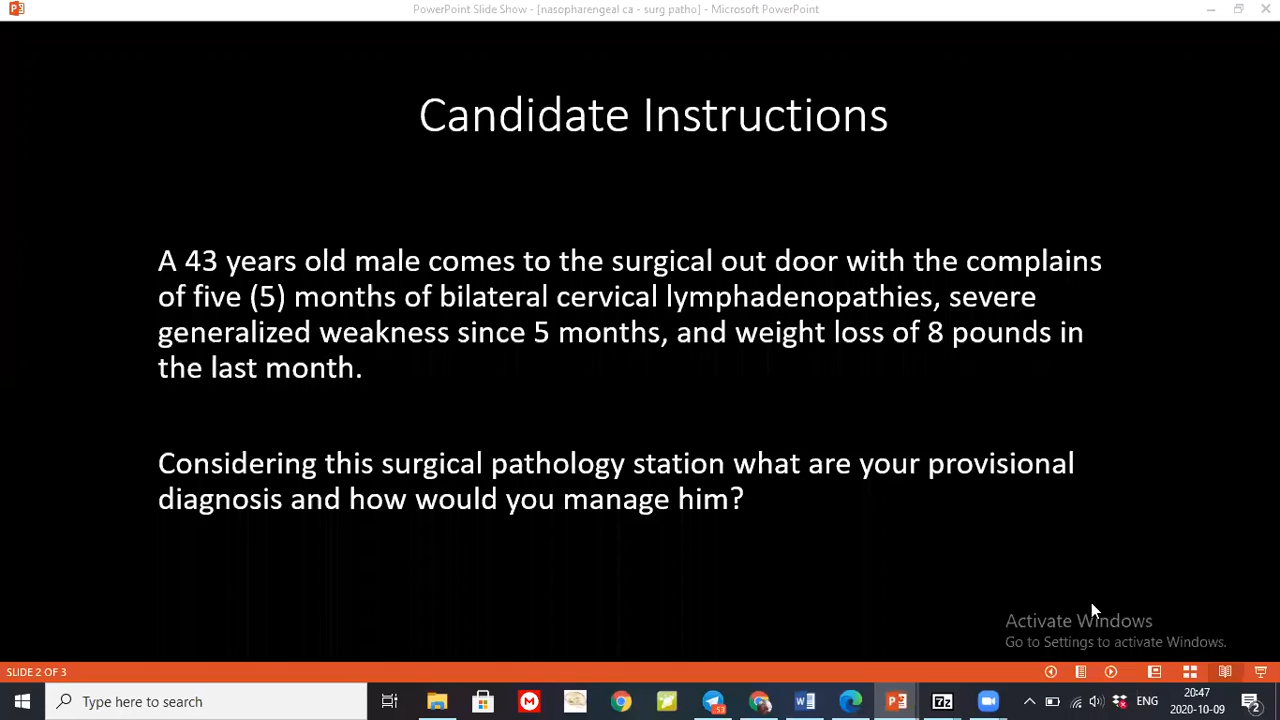 PowerPoint Slide Show - [nasopharengeal ca - surg patho] - Microsoft PowerPoint
Candidate Instructions
A 43 years old male comes to the surgical out door with the complains
of five (5) months of bilateral cervical lymphadenopathies, severe
generalized weakness since 5 months, and weight loss of 8 pounds in
the last month.
Considering this surgical pathology station what are your provisional
diagnosis and how would you manage him?
Activate Windows
Go to Settings to activate Windows.
SLIDE 2 OF 3
Type here to search
53
ENG
20:47
2020-10-09
2